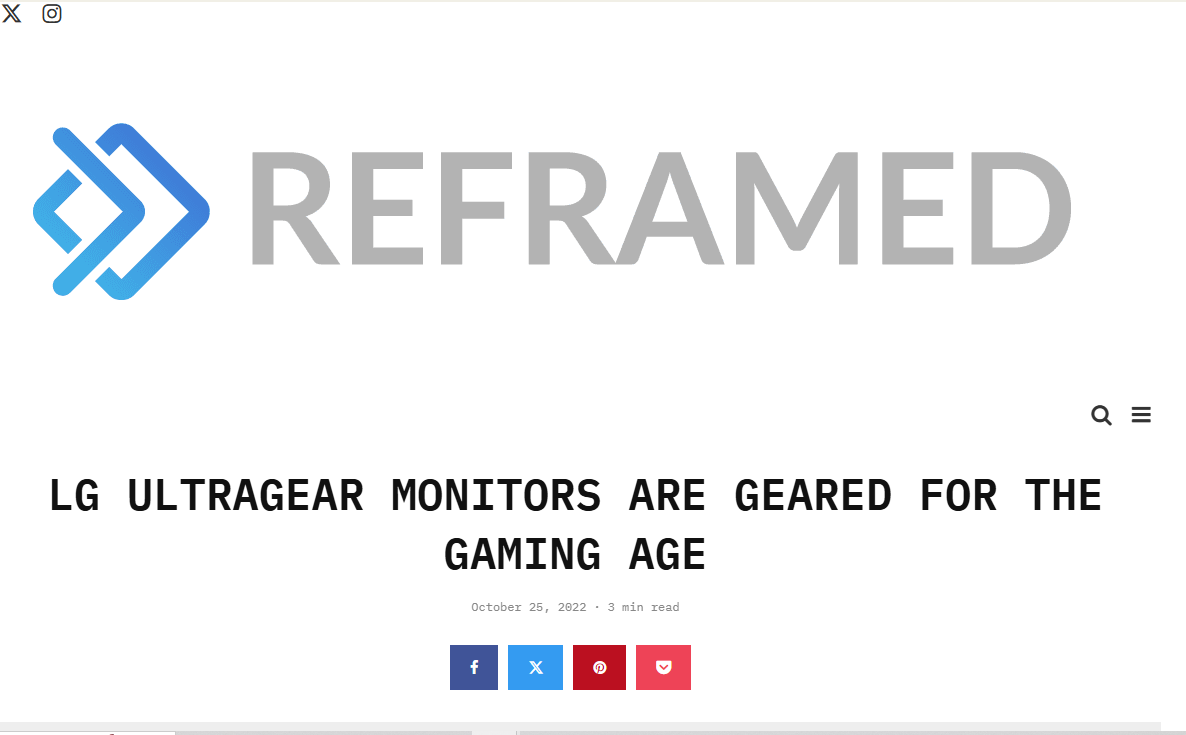 REFRAMED
LG ULTRAGEAR MONITORS ARE GEARED FOR THE
GAMING AGE
October 25, 2022 · 3 min read